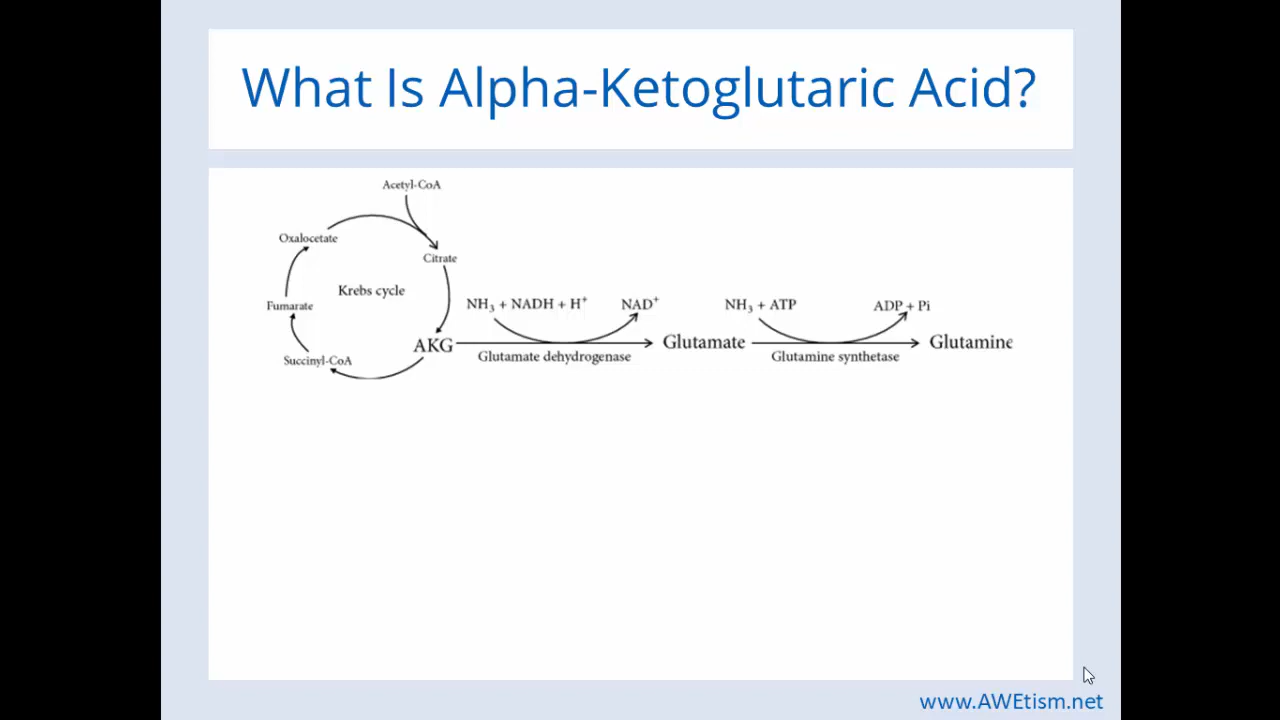 What Is Alpha-Ketoglutaric Acid?
Acetyl-CoA
Oxalocetate
Citrate
Krebs cycle
Fumarate
NH₃ + NADH + H⁺
NAD⁺
NH₃ + ATP
ADP + Pi
AKG
Glutamate
Glutamine
Glutamate dehydrogenase
Glutamine synthetase
Succinyl-CoA
www.AWEtism.net